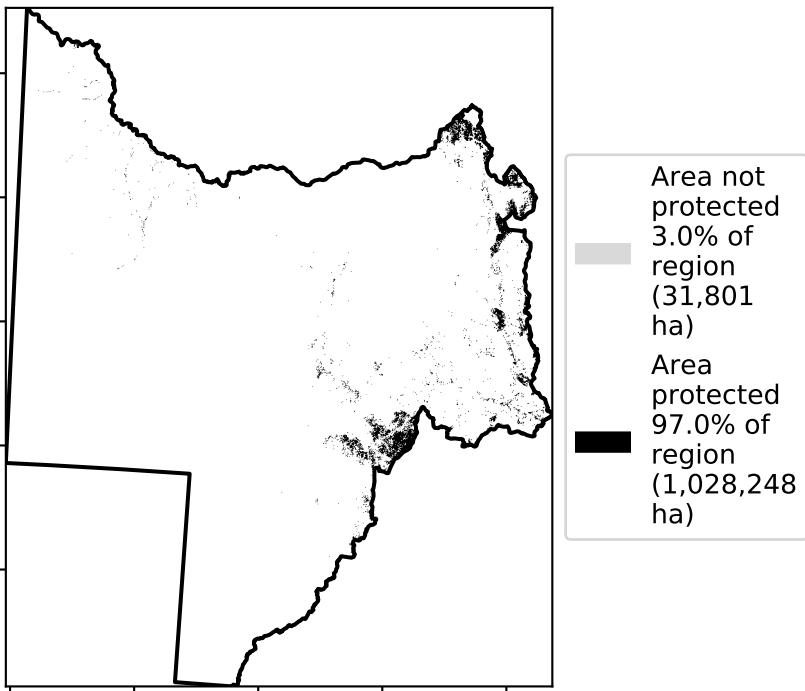 Area not
protected
3.0% of
region
(31,801
ha)
Area
protected
97.0% of
region
(1,028,248
ha)